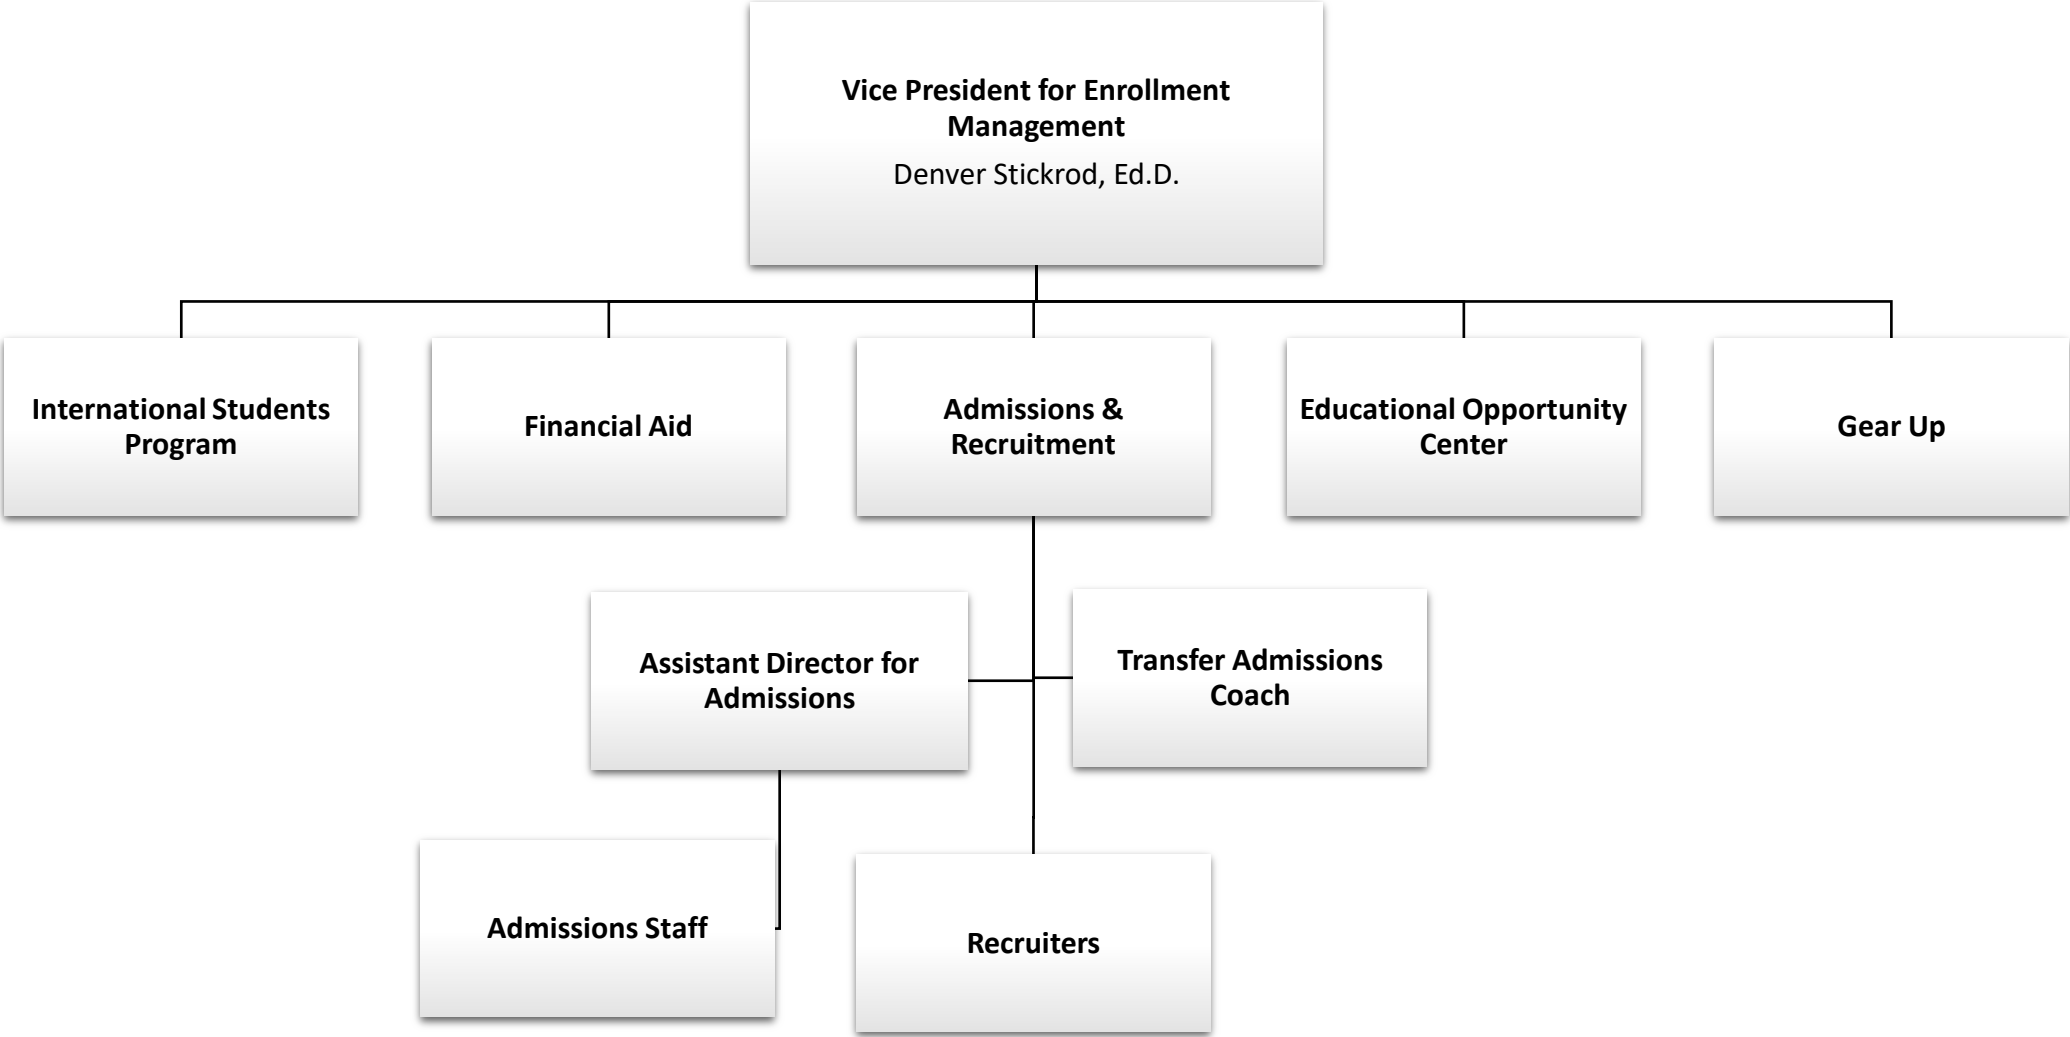 Vice President for Enrollment
Management
Denver Stickrod, Ed.D.
International Students
Program
Financial Aid
Admissions &
Recruitment
Educational Opportunity
Center
Gear Up
Assistant Director for
Admissions
Transfer Admissions
Coach
Admissions Staff
Recruiters